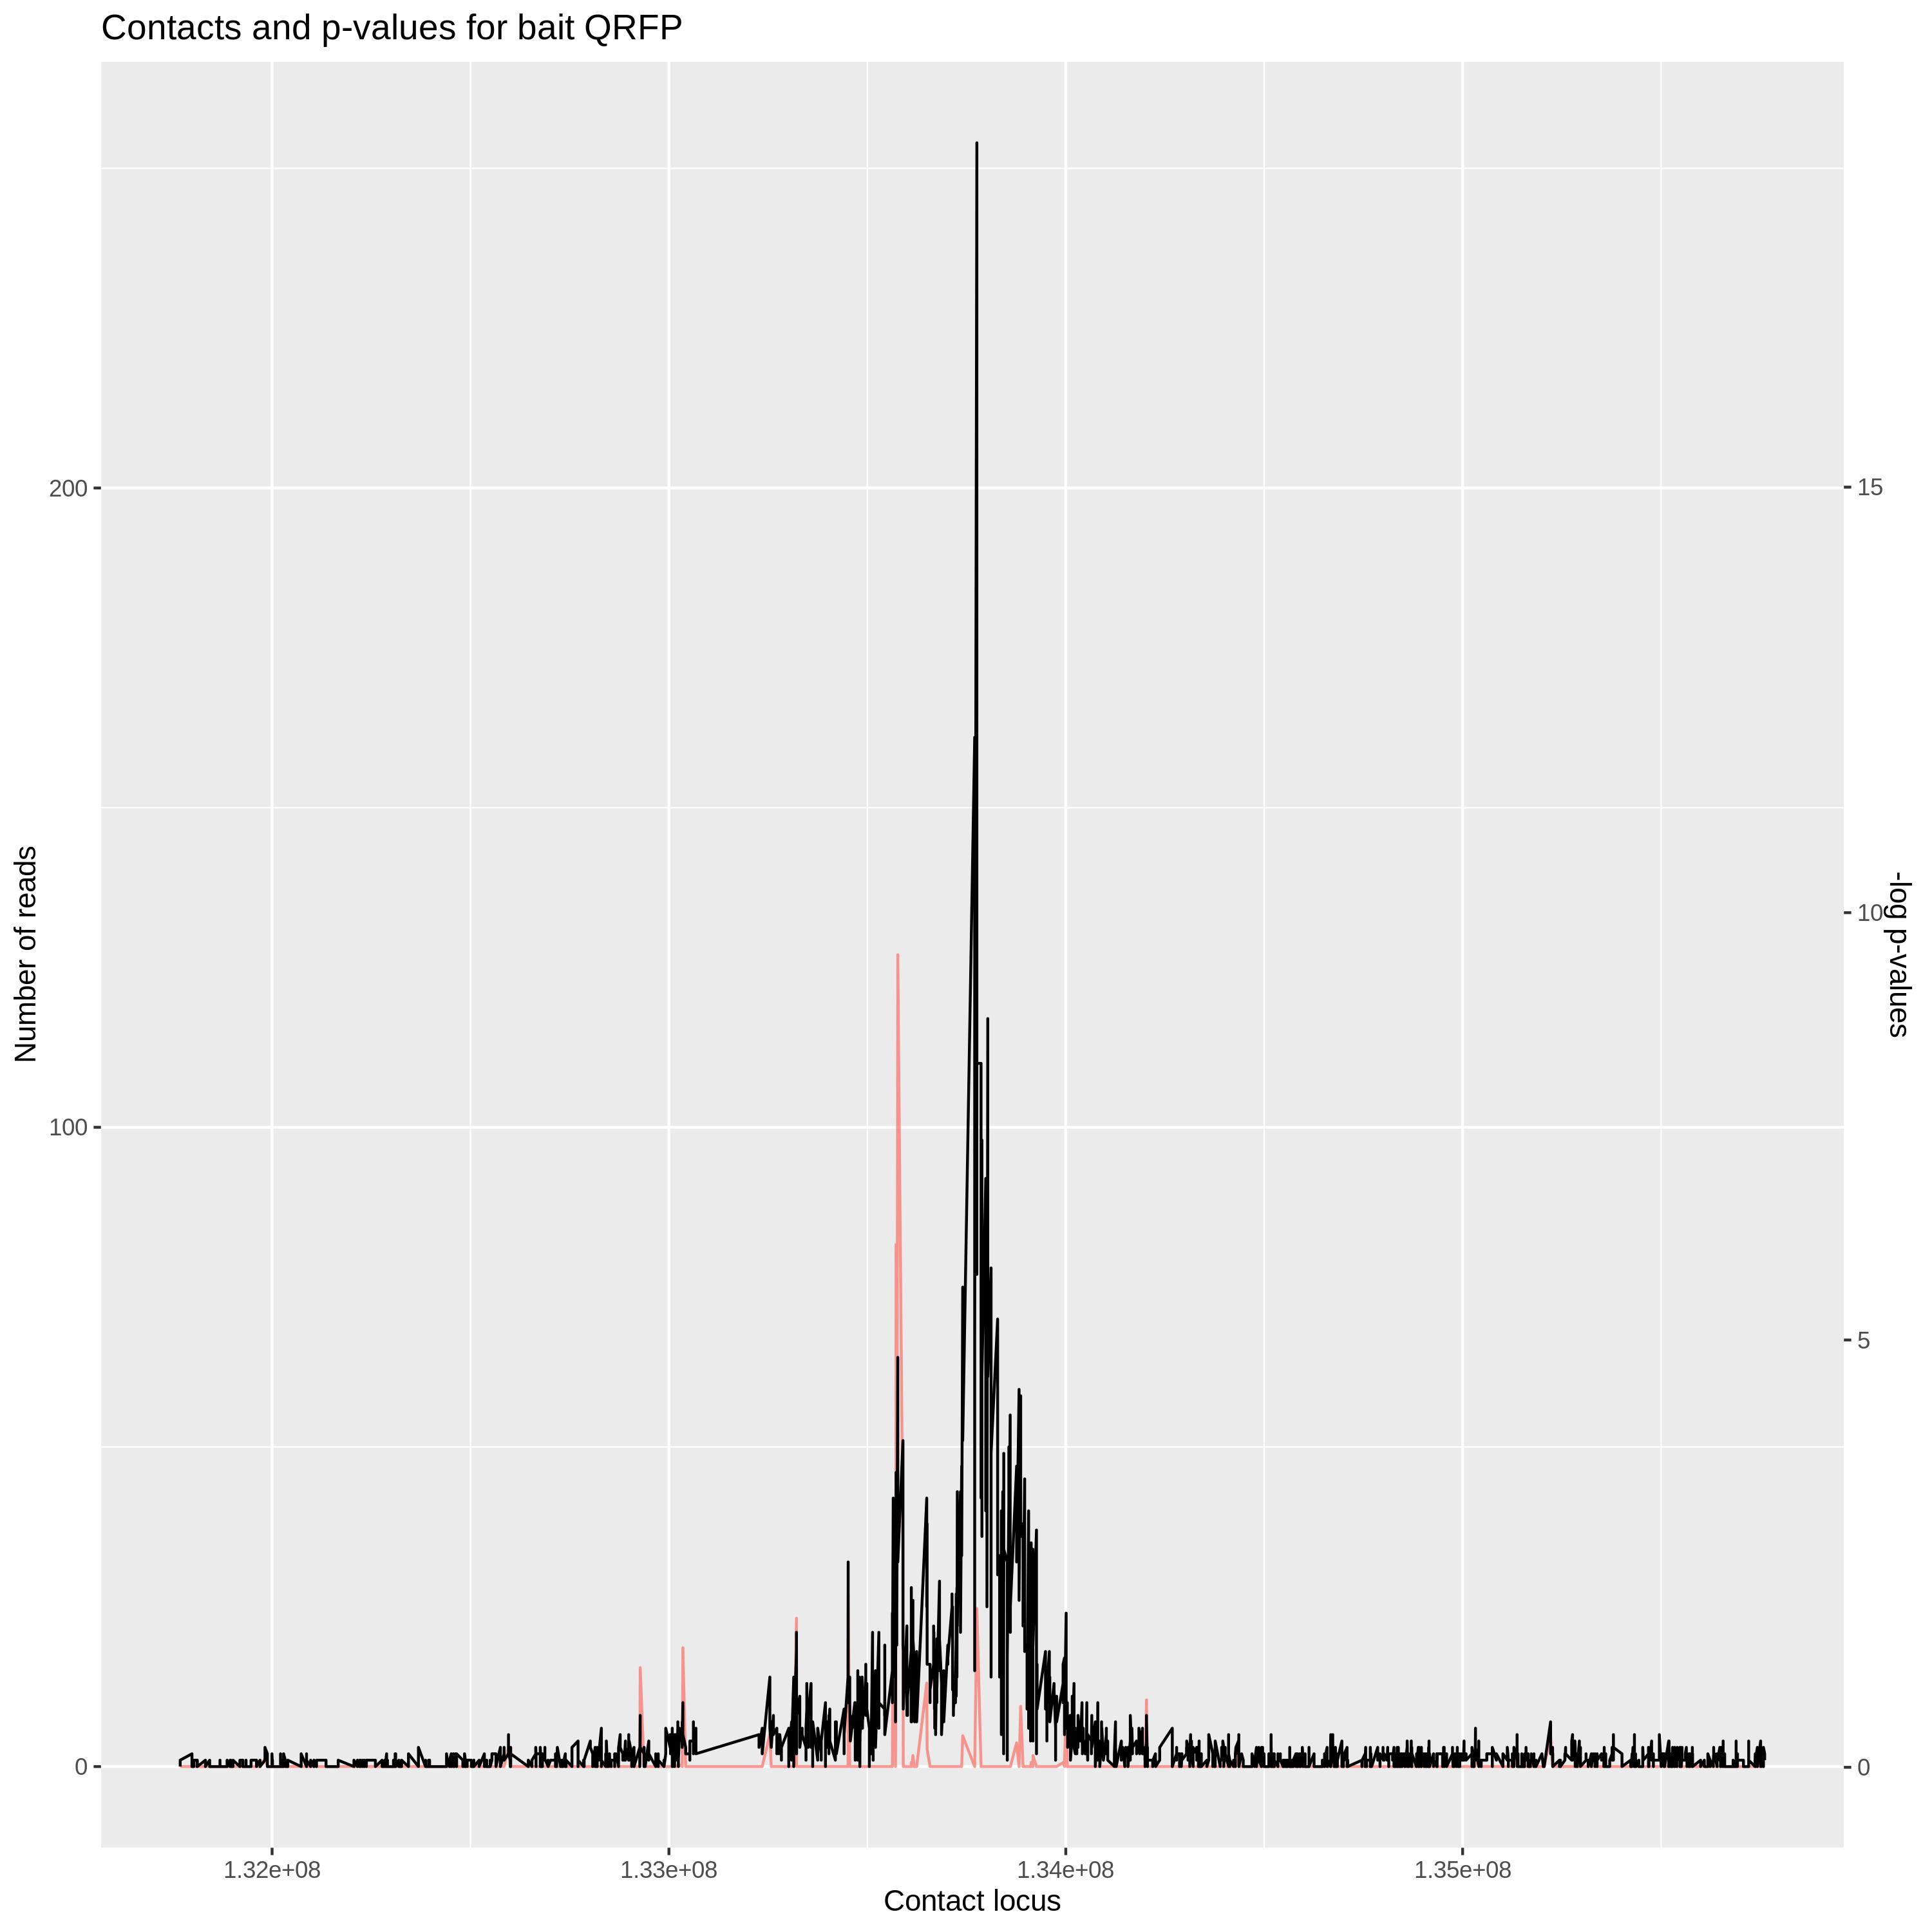 Contacts and p-values for bait QRFP
Number of reads
200
100
0
15
10
5
0
-log p-values
1.32e+08 1.33e+08 1.34e+08 1.35e+08
Contact locus